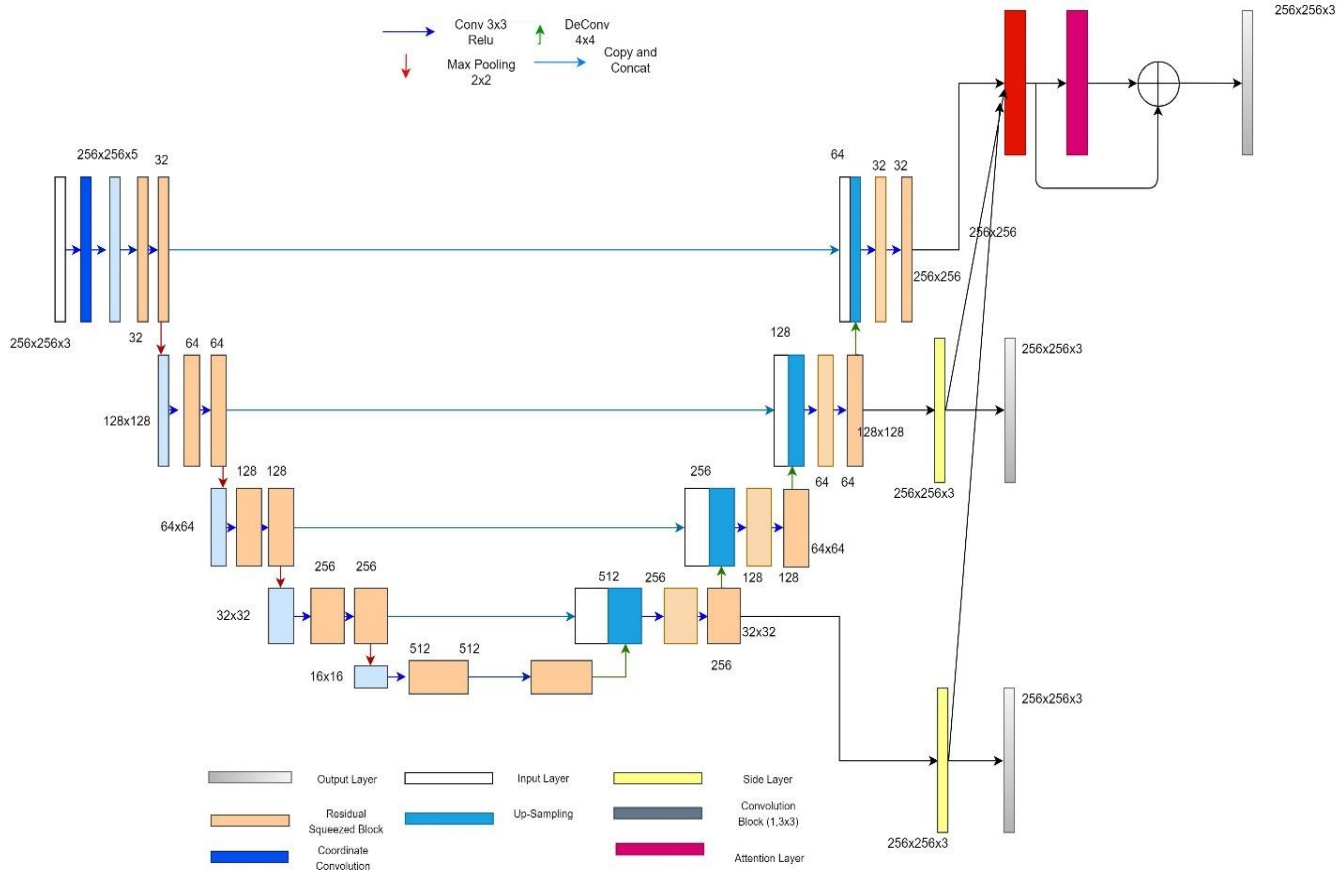 256x256x3
Conv 3x3
Relu
DeConv
4x4
Max Pooling
2x2
Copy and
Concat
256x256x5
32
64
32
32
256x256
256x256
256x256x3
32
64
64
128
256x256x3
128x128
128x128
64
64
256x256x3
128
128
256
64x64
64x64
128
128
256
256
512
256
32x32
32x32
256
512
512
16x16
256x256x3
256x256x3
Output Layer
Input Layer
Side Layer
Residual
Squeezed Block
Up-Sampling
Convolution
Block (1,3x3)
Coordinate
Convolution
Attention Layer